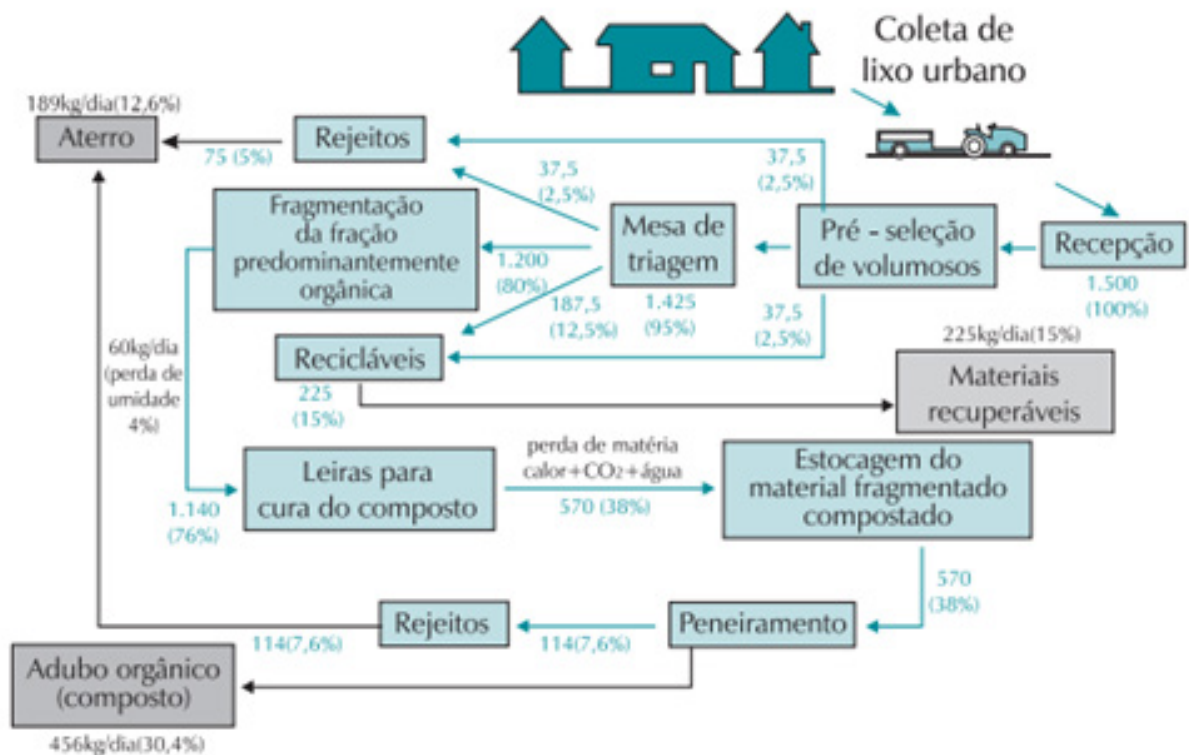 Coleta de
lixo urbano
189kg/dia(12,6%)
Aterro
75 (5%)
Rejeitos
37,5
(2,5%)
37,5
(2,5%)
Fragmentação
da fração
predominantemente
orgânica
1.200
(80%)
Mesa de
triagem
1.425
(95%)
Pré - seleção
de volumosos
Recepção
1.500
(100%)
187,5
(12,5%)
37,5
(2,5%)
Recicláveis
225
(15%)
225kg/dia(15%)
Materiais
recuperáveis
60kg/dia
(perda de
umidade
4%)
1.140
(76%)
Leiras para
cura do composto
perda de matéria
calor+CO2+água
570 (38%)
Estocagem do
material fragmentado
compostado
570
(38%)
Peneiramento
114(7,6%)
Rejeitos
114(7,6%)
Adubo orgânico
(composto)
456kg/dia(30,4%)